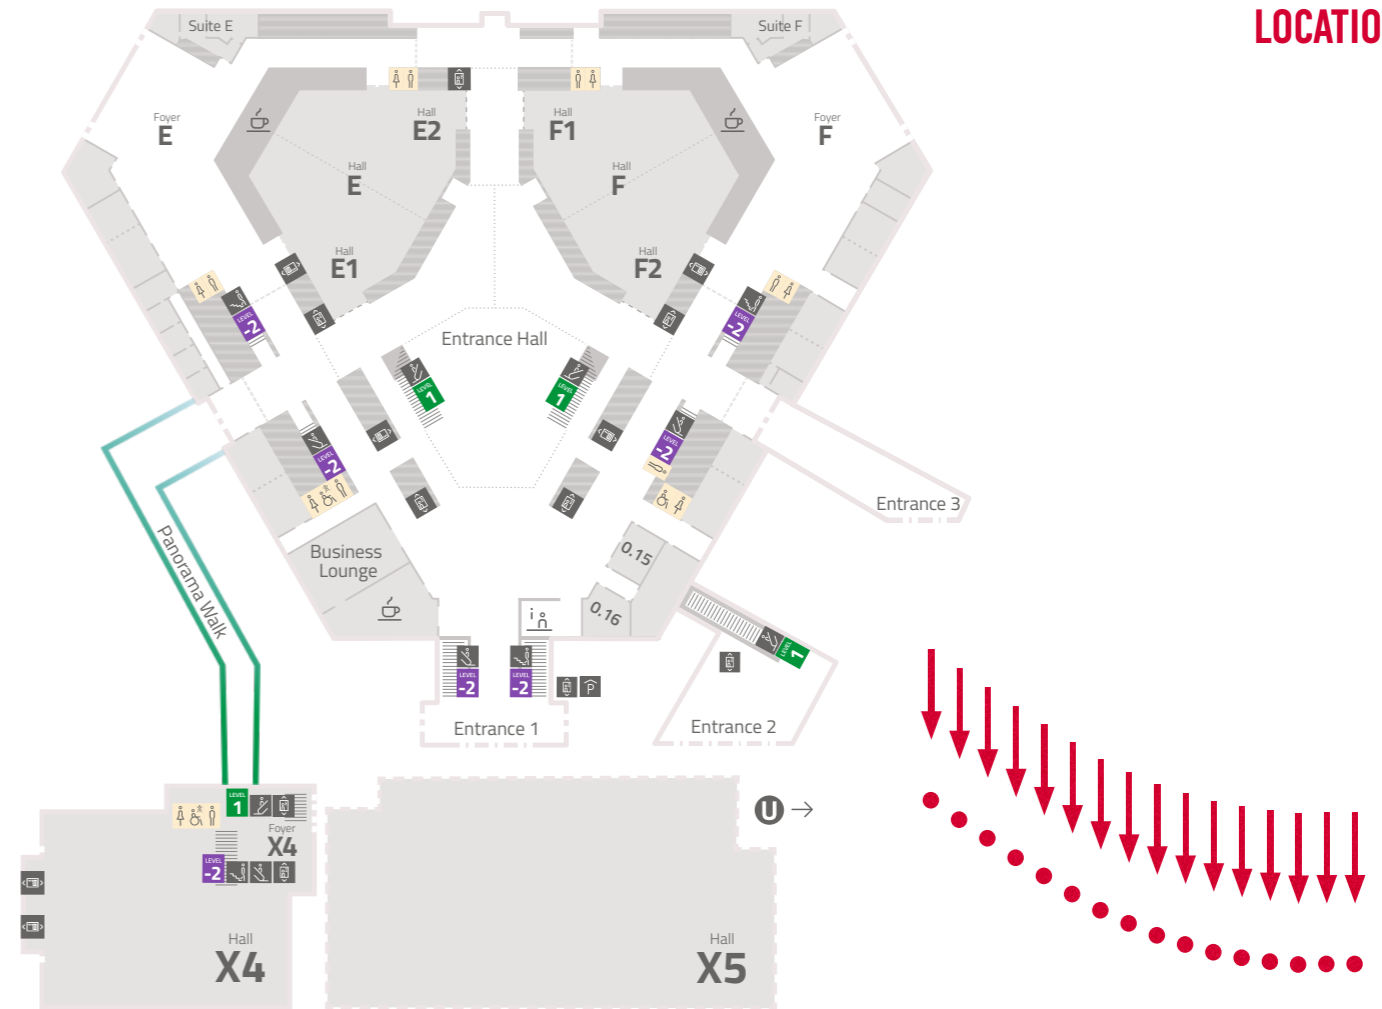 LOCATIO
Suite E
Suite F
Foyer
E
Hall
E2
Hall
F1
Foyer
F
Hall
E
Hall
F
Hall
E1
Hall
F2
LEVEL
-2
LEVEL
-2
Entrance Hall
LEVEL
1
LEVEL
1
LEVEL
-2
LEVEL
-2
Entrance 3
Panorama Walk
Business
Lounge
0.15
0.16
i
LEVEL
1
LEVEL
-2
LEVEL
-2
P
Entrance 1
Entrance 2
LEVEL
1
U
Foyer
X4
LEVEL
-2
Hall
X4
Hall
X5